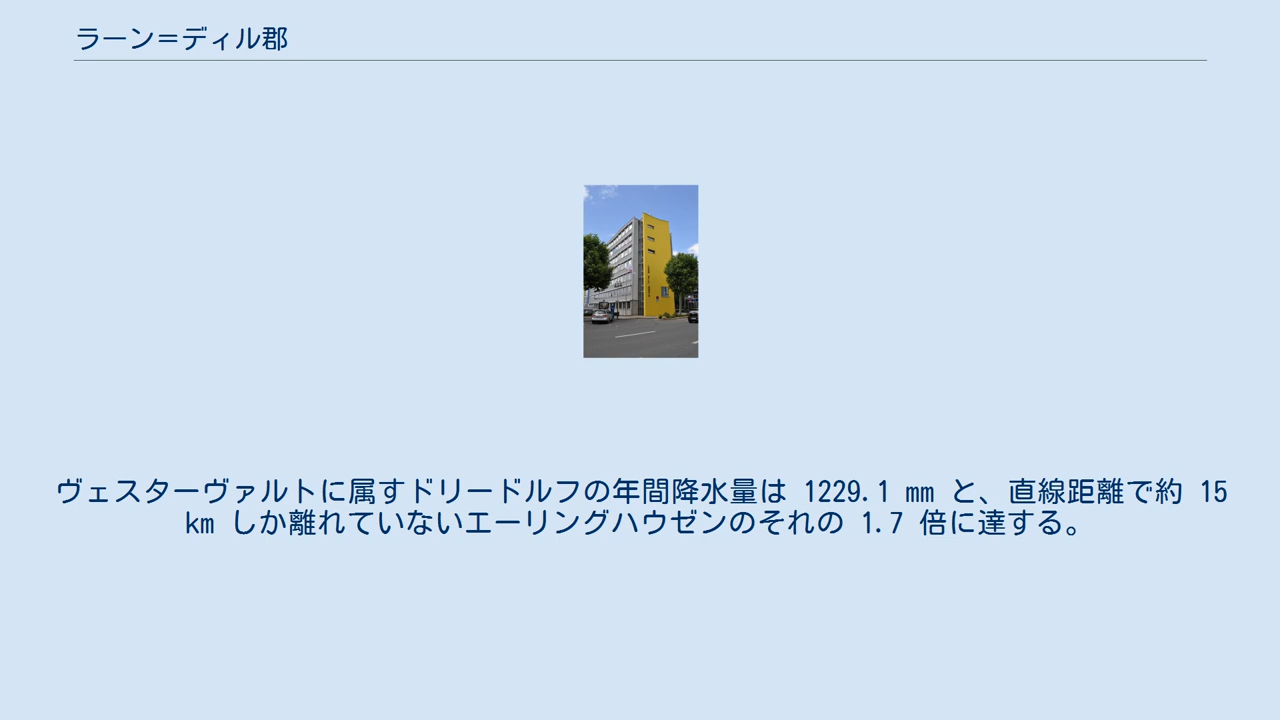 ラーン＝ディル郡
ヴェスターヴァルトに属すドリードルフの年間降水量は 1229.1 mm と、直線距離で約 15
km しか離れていないエーリングハウゼンのそれの 1.7 倍に達する。